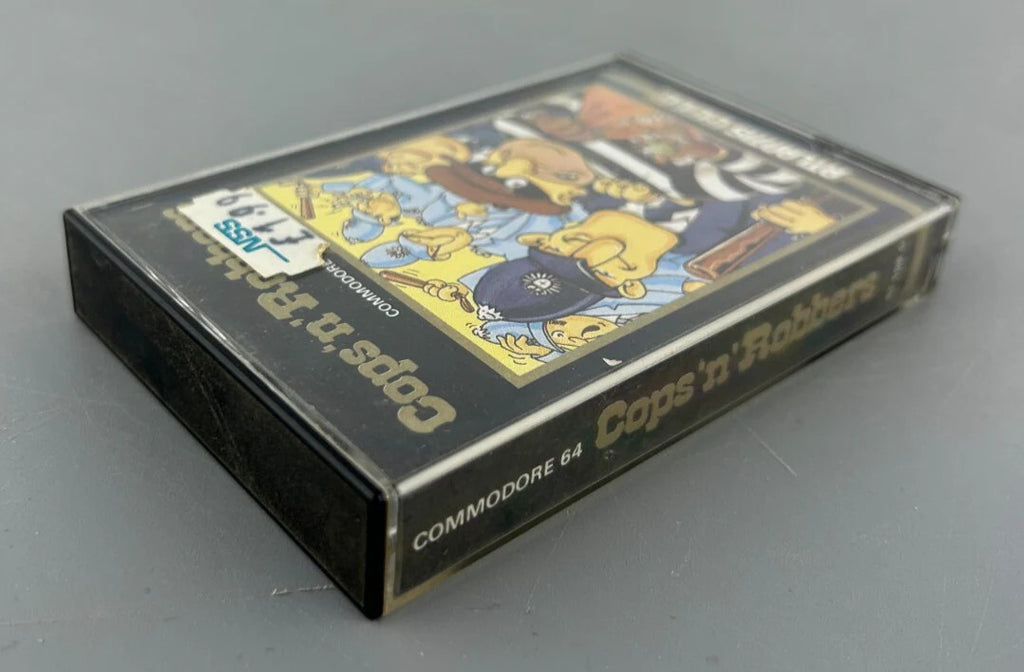 Cops 'n' Robbers
COMMODORE
NSS
£1.99
COMMODORE 64
Cops 'n' Robbers